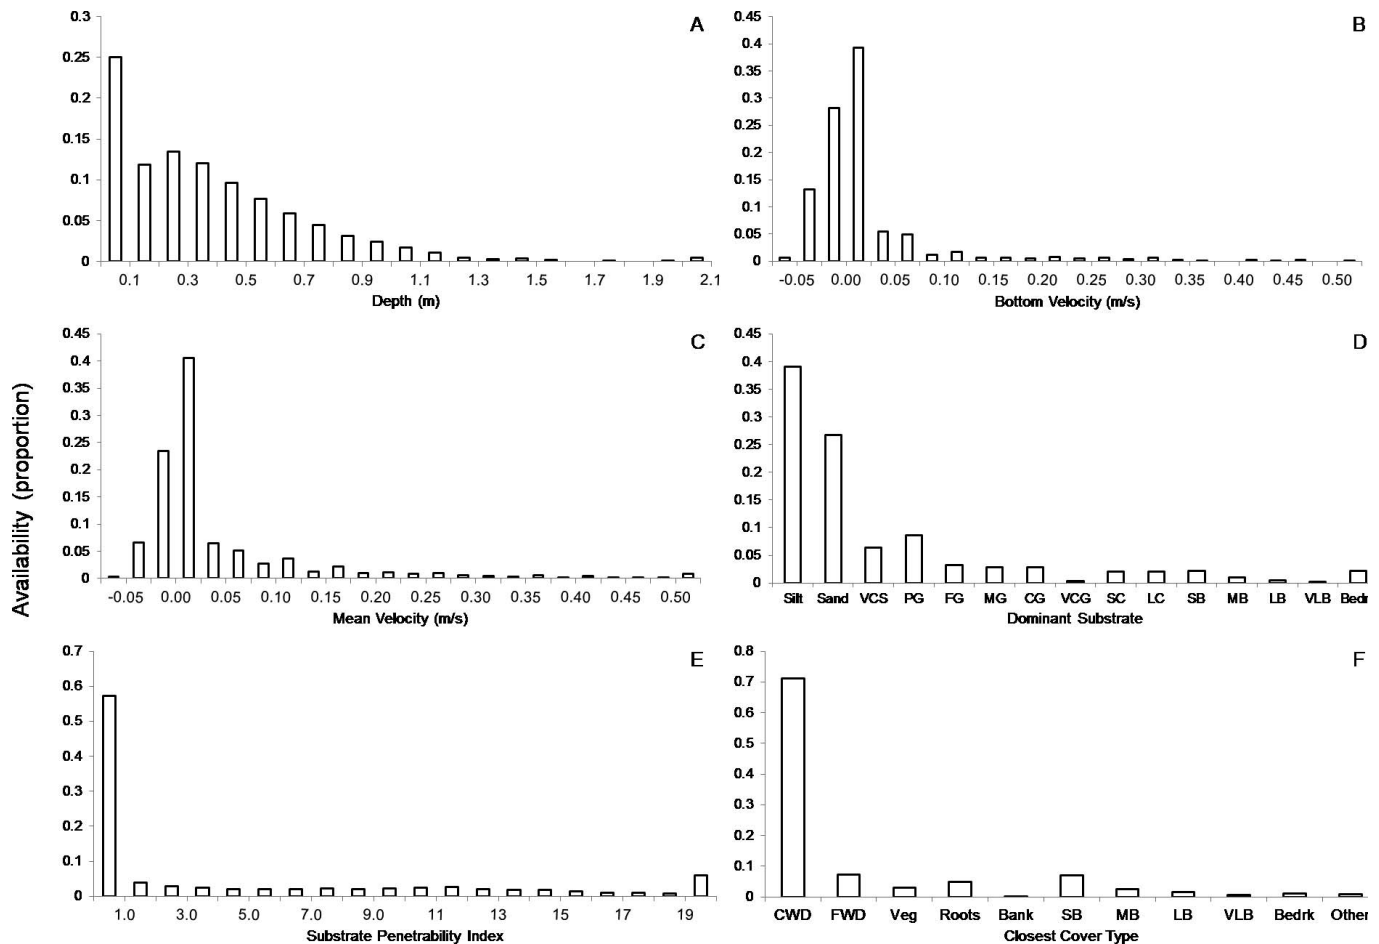 Availability (proportion)
A
0.3
0.25
0.2
0.15
0.1
0.05
0
0.1 0.3 0.5 0.7 0.9 1.1 1.3 1.5 1.7 1.9 2.1
Depth (m)
B
0.45
0.4
0.35
0.3
0.25
0.2
0.15
0.1
0.05
0
-0.05 0.00 0.05 0.10 0.15 0.20 0.25 0.30 0.35 0.40 0.45 0.50
Bottom Velocity (m/s)
C
0.45
0.4
0.35
0.3
0.25
0.2
0.15
0.1
0.05
0
-0.05 0.00 0.05 0.10 0.15 0.20 0.25 0.30 0.35 0.40 0.45 0.50
Mean Velocity (m/s)
D
0.45
0.4
0.35
0.3
0.25
0.2
0.15
0.1
0.05
0
Silt Sand VCS PG FG MG CG VCG SC LC SB MB LB VLB Bedr
Dominant Substrate
E
0.7
0.6
0.5
0.4
0.3
0.2
0.1
0
1.0 3.0 5.0 7.0 9.0 11 13 15 17 19
Substrate Penetrability Index
F
0.8
0.7
0.6
0.5
0.4
0.3
0.2
0.1
0
CWD FWD Veg Roots Bank SB MB LB VLB Bedrk Other
Closest Cover Type